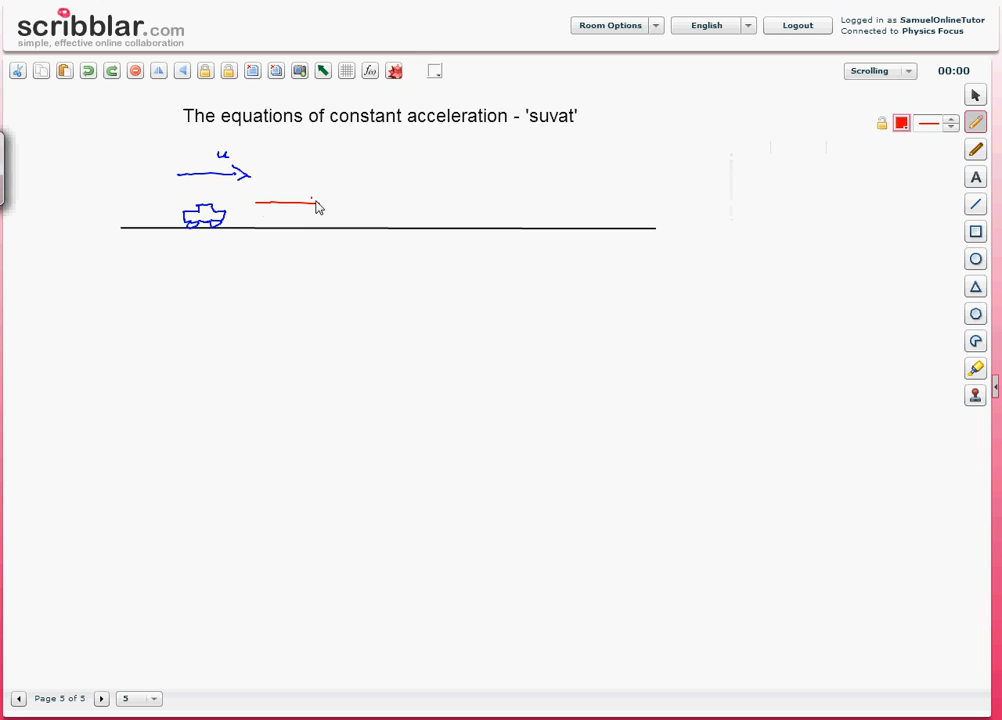 scribblar.com
simple, effective online collaboration
Room Options
English
Logout
Logged in as SamuelOnlineTutor
Connected to Physics Focus
f(x)
Scrolling
00:00
The equations of constant acceleration - 'suvat'
A
u
Page 5 of 5
5